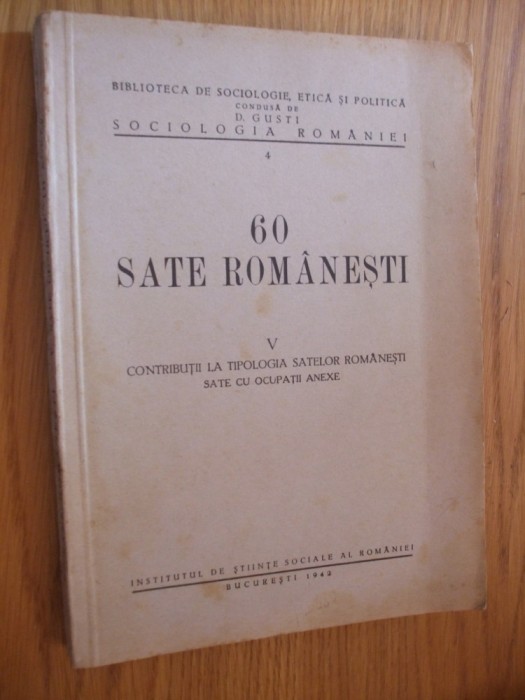 BIBLIOTECA DE SOCIOLOGIE, ETICĂ ȘI POLITICĂ
CONDUSĂ DE
D. GUSTI
SOCIOLOGIA ROMÂNIEI
4
60
SATE ROMÂNEȘTI
V
CONTRIBUȚII LA TIPOLOGIA SATELOR ROMÂNEȘTI
SATE CU OCUPAȚII ANEXE
INSTITUTUL DE ȘTIINȚE SOCIALE AL ROMÂNIEI
BUCUREȘTI 1942